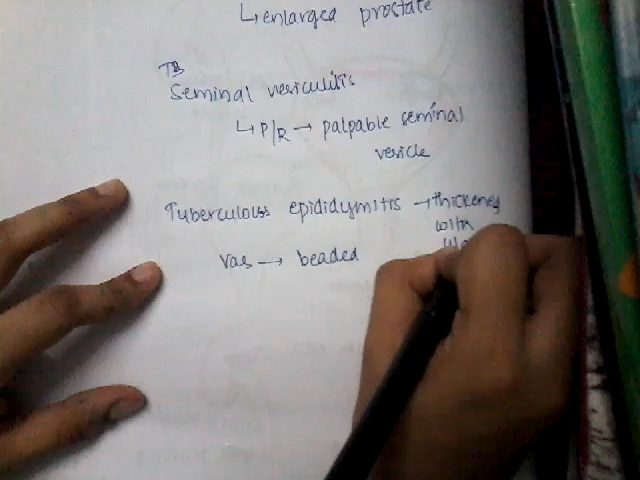 ↳ enlarged prostate
TB
Seminal vesiculitis
↳ P/R → palpable seminal
vesicle
Tuberculous epididymitis → thickened
with
vas → beaded